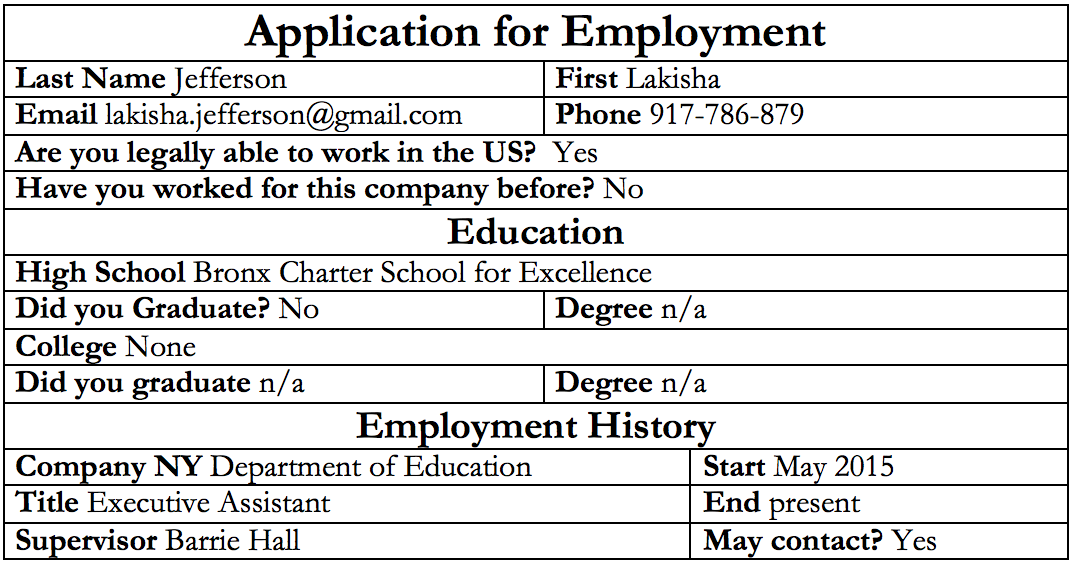 Application for Employment
Last Name Jefferson First Lakisha
Email lakisha.jefferson@gmail.com Phone 917-786-879
Are you legally able to work in the US? Yes
Have you worked for this company before? No
Education
High School Bronx Charter School for Excellence
Did you Graduate? No Degree n/a
College None
Did you graduate n/a Degree n/a
Employment History
Company NY Department of Education Start May 2015
Title Executive Assistant End present
Supervisor Barrie Hall May contact? Yes